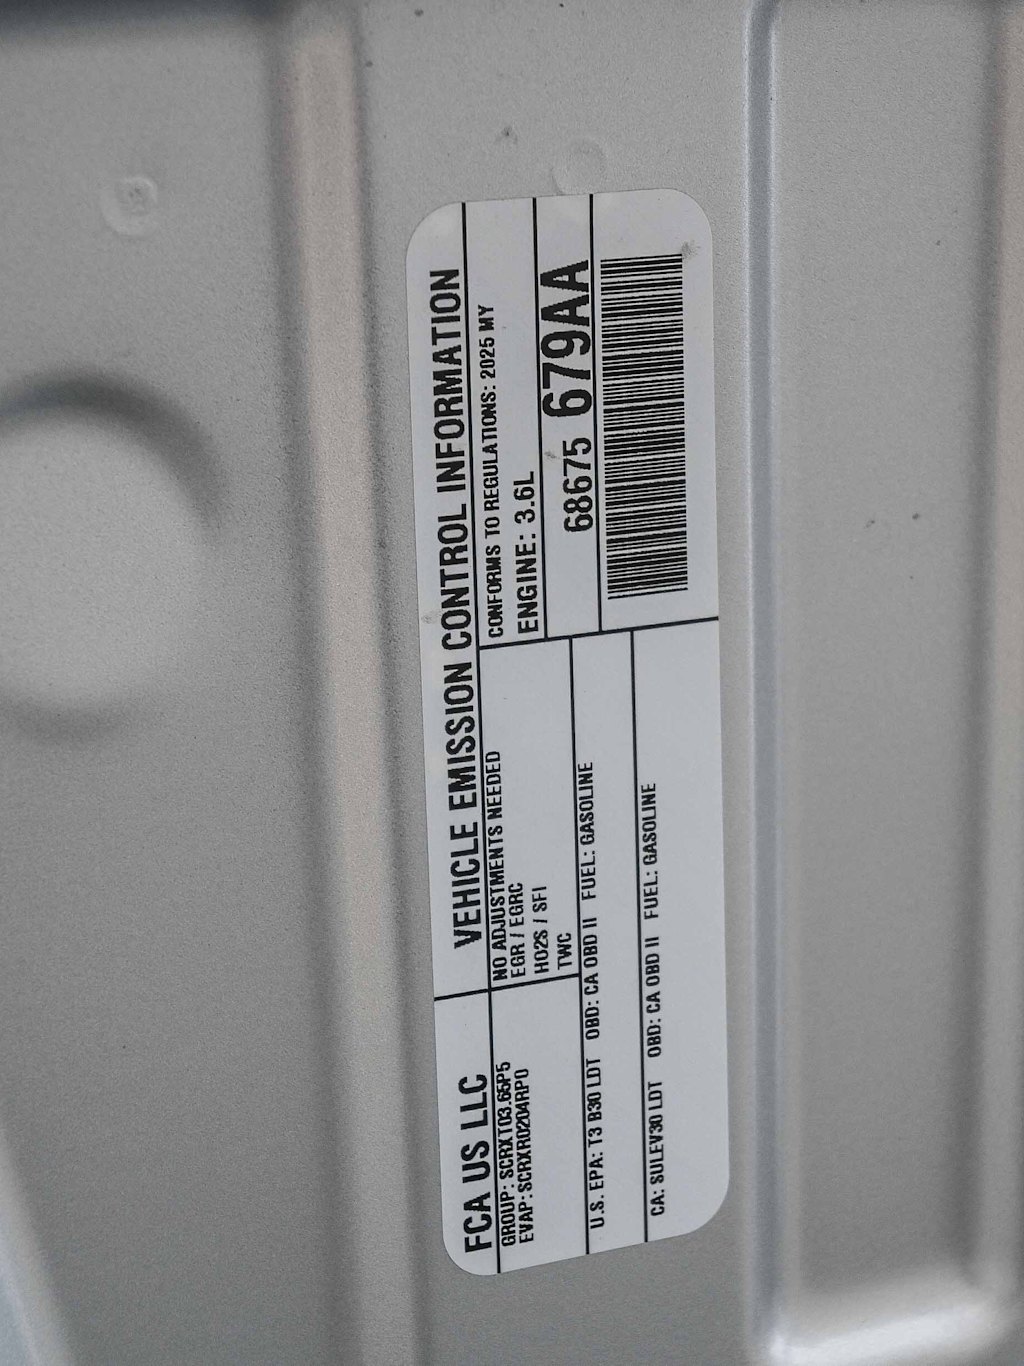 FCA US LLC
VEHICLE EMISSION CONTROL INFORMATION
GROUP: SCRXT03.65P5
EVAP: SCRXR0204RP0
NO ADJUSTMENTS NEEDED
EGR / EGRC
HO2S / SFI
TWC
CONFORMS TO REGULATIONS: 2025 MY
ENGINE: 3.6L
68675 679AA
U.S. EPA: T3 B30 LDT OBD: CA OBD II FUEL: GASOLINE
CA: SULEV30 LDT OBD: CA OBD II FUEL: GASOLINE